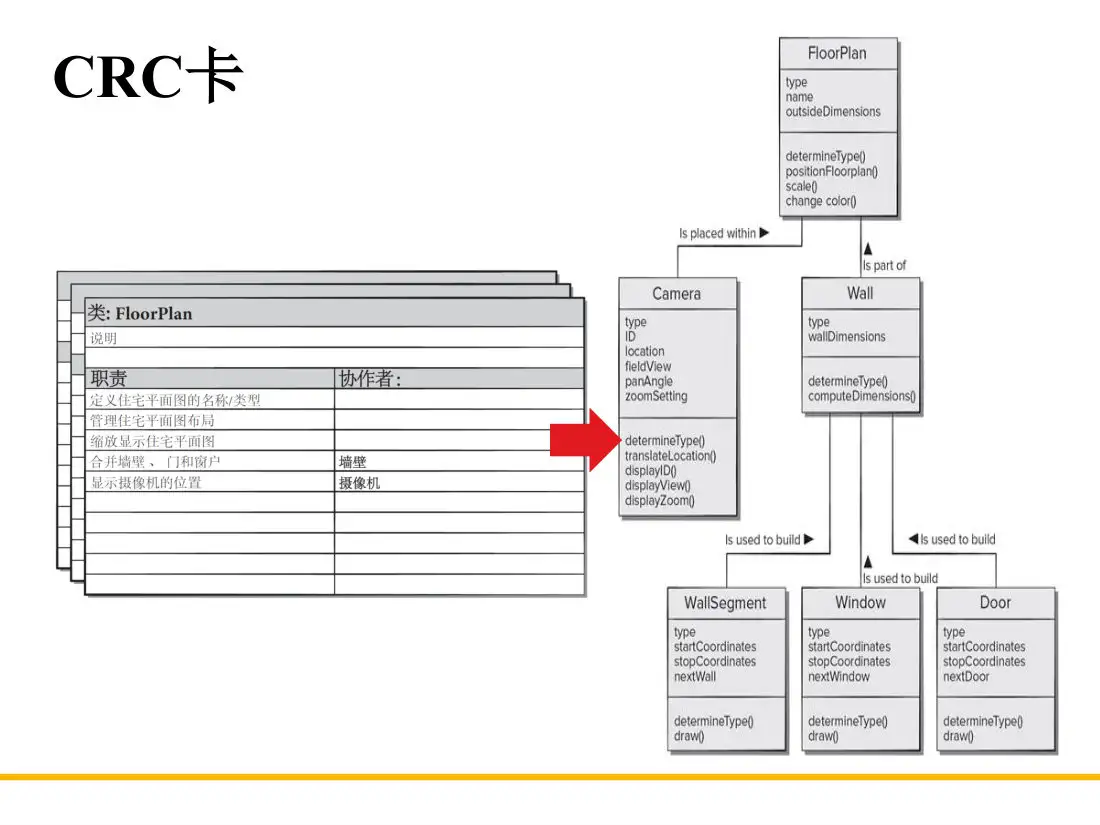 CRC卡
类: FloorPlan
说明
职责 协作者:
定义住宅平面图的名称/类型
管理住宅平面图布局
缩放显示住宅平面图
合并墙壁、门和窗户 墙壁
显示摄像机的位置 摄像机
FloorPlan
type
name
outsideDimensions
determineType()
positionFloorplan()
scale()
change color()
Is placed within ▶
▲
Is part of
Camera
type
ID
location
fieldView
panAngle
zoomSetting
determineType()
translateLocation()
displayID()
displayView()
displayZoom()
Wall
type
wallDimensions
determineType()
computeDimensions()
Is used to build ▶
▲
Is used to build
◀Is used to build
WallSegment
type
startCoordinates
stopCoordinates
nextWall
determineType()
draw()
Window
type
startCoordinates
stopCoordinates
nextWindow
determineType()
draw()
Door
type
startCoordinates
stopCoordinates
nextDoor
determineType()
draw()